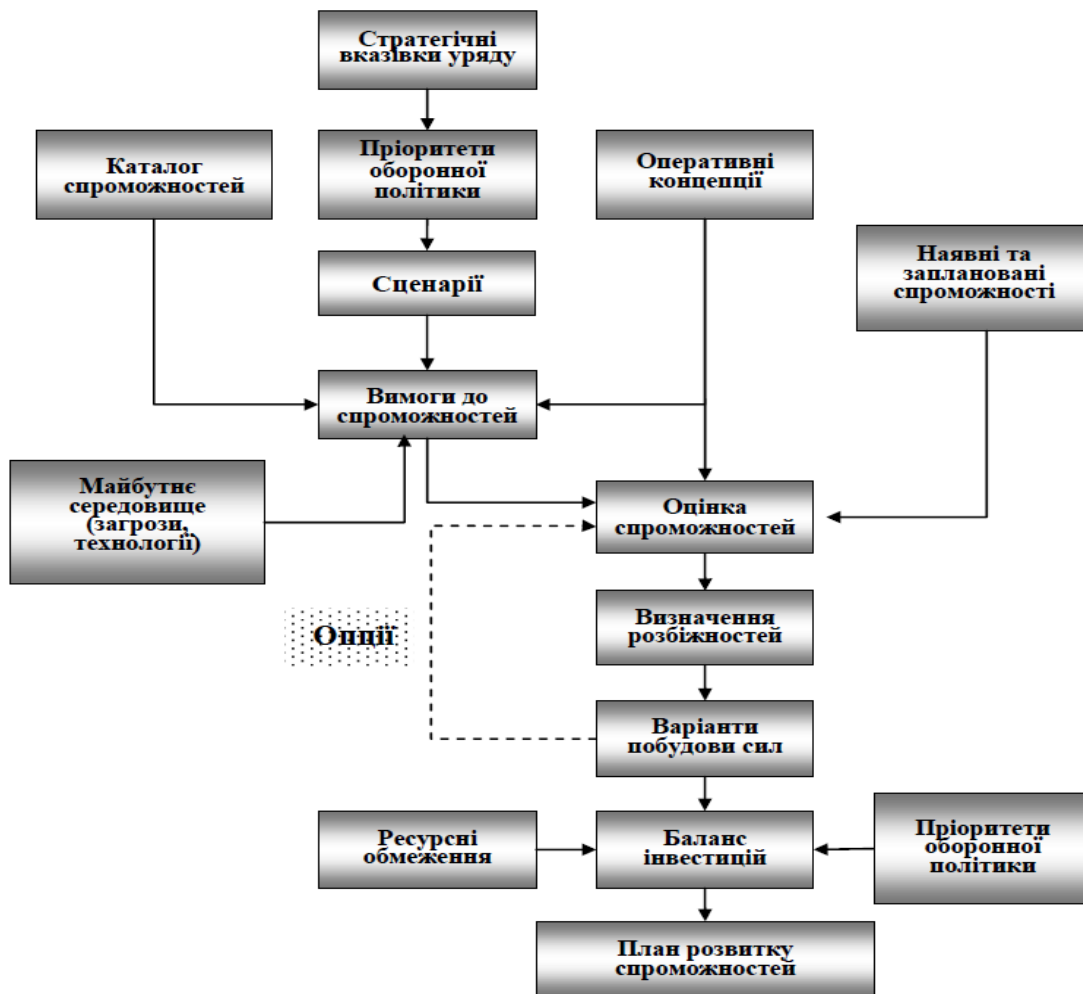 Стратегічні
вказівки уряду
Каталог
спроможностей
Пріоритети
оборонної
політики
Оперативні
концепції
Сценарії
Наявні та
заплановані
спроможності
Вимоги до
спроможностей
Майбутнє
середовище
(загрози,
технології)
Оцінка
спроможностей
Визначення
розбіжностей
Опції
Варіанти
побудови сил
Ресурсні
обмеження
Баланс
інвестицій
Пріоритети
оборонної
політики
План розвитку
спроможностей